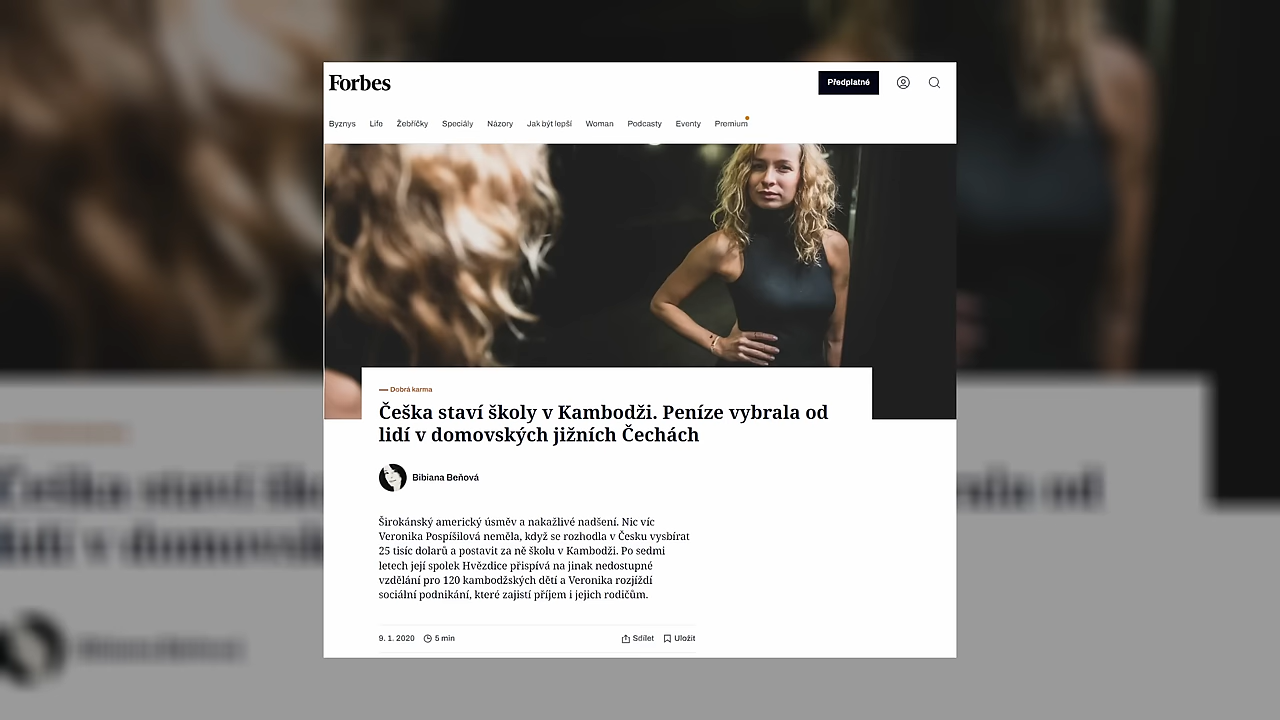 Forbes
Předplatné
Byznys Life Žebříčky Speciály Názory Jak být lepší Woman Podcasty Eventy Premium
Dobrá karma
Češka staví školy v Kambodži. Peníze vybrala od
lidí v domovských jižních Čechách
Bibiana Beňová
Širokánský americký úsměv a nakažlivé nadšení. Nic víc
Veronika Pospíšilová neměla, když se rozhodla v Česku vysbírat
25 tisíc dolarů a postavit za ně školu v Kambodži. Po sedmi
letech její spolek Hvězdice přispívá na jinak nedostupné
vzdělání pro 120 kambodžských dětí a Veronika rozjíždí
sociální podnikání, které zajistí příjem i jejich rodičům.
9. 1. 2020 5 min Sdílet Uložit